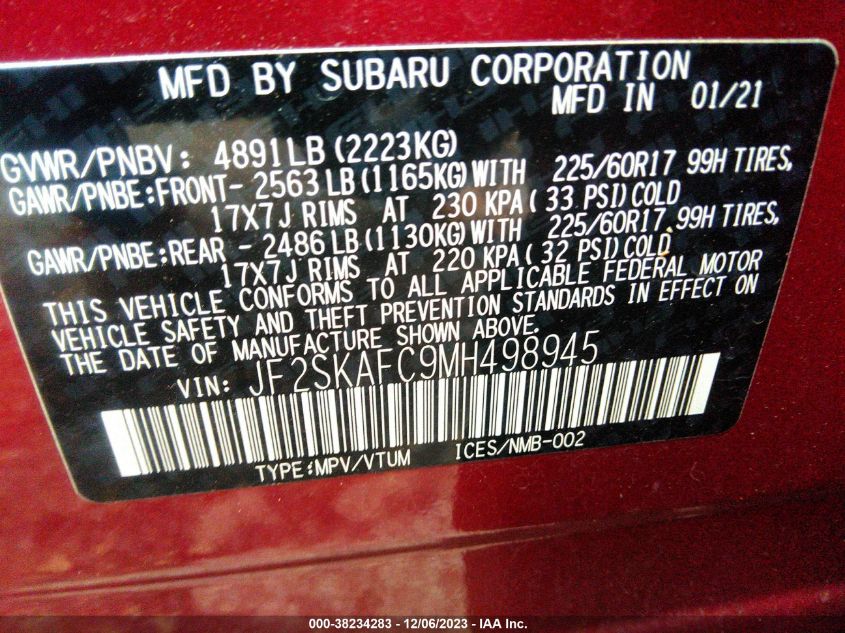 MFD BY SUBARU CORPORATION
MFD IN 01/21
GVWR/PNBV: 4891LB(2223KG)
GAWR/PNBE:FRONT- 2563LB(1165KG)WITH 225/60R17 99H TIRES,
17X7J RIMS AT 230 KPA( 33 PSI)COLD
GAWR/PNBE:REAR - 2486LB(1130KG)WITH 225/60R17 99H TIRES,
17X7J RIMS AT 220 KPA( 32 PSI)COLD
THIS VEHICLE CONFORMS TO ALL APPLICABLE FEDERAL MOTOR
VEHICLE SAFETY AND THEFT PREVENTION STANDARDS IN EFFECT ON
THE DATE OF MANUFACTURE SHOWN ABOVE.
VIN: JF2SKAFC9MH498945
TYPE:MPV/VTUM ICES/NMB-002
000-38234283 - 12/06/2023 - IAA Inc.